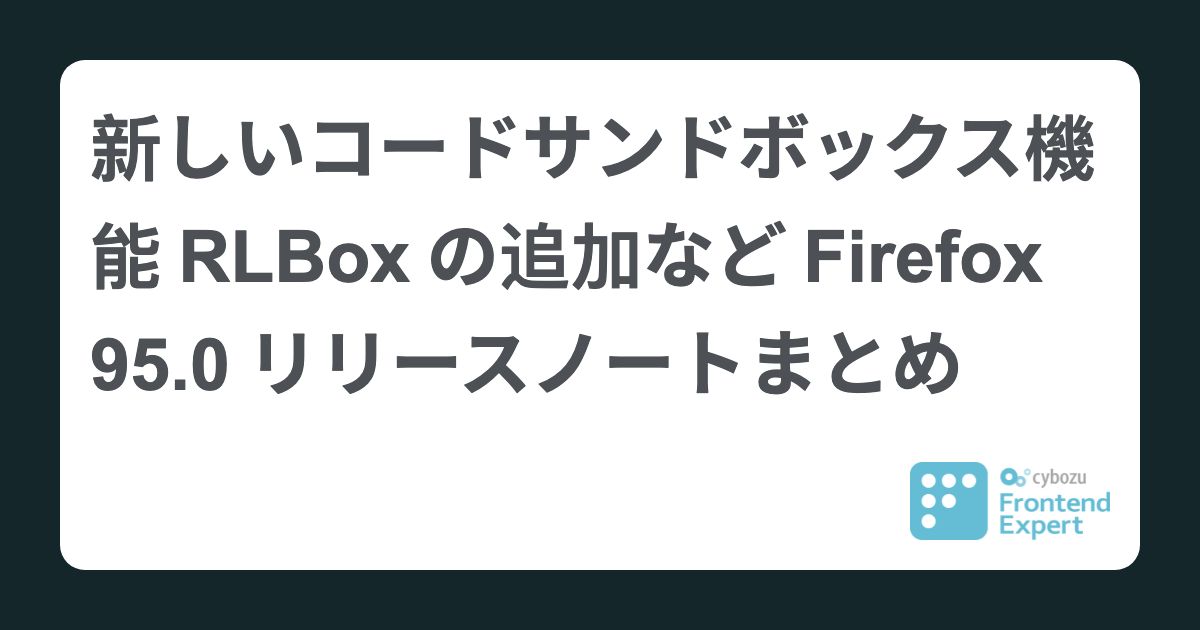 新しいコードサンドボックス機
能 RLBox の追加など Firefox
95.0 リリースノートまとめ
cybozu
Frontend
Expert